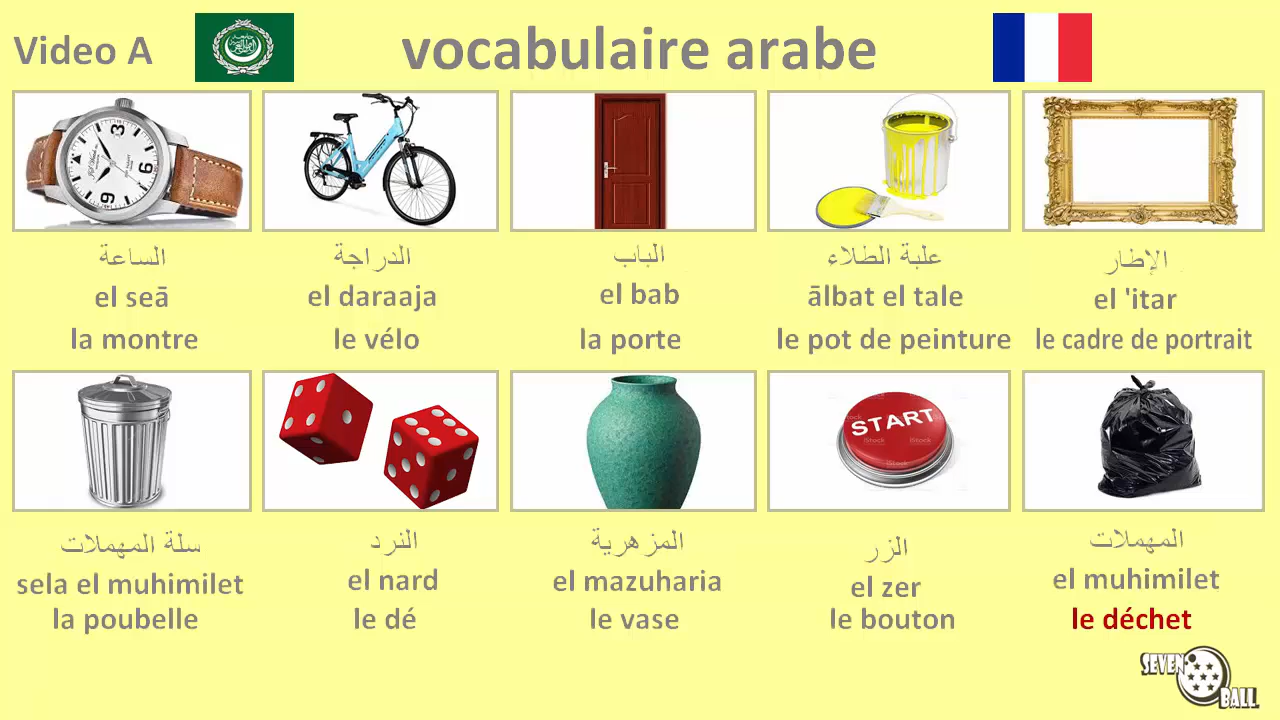 Video A
vocabulaire arabe
الساعة
el seā
la montre
الدراجة
el daraaja
le vélo
الباب
el bab
la porte
علبة الطلاء
ālbat el tale
le pot de peinture
الإطار
el 'itar
le cadre de portrait
START
iStock
iStock
iStock
سلة المهملات
sela el muhimilet
la poubelle
النرد
el nard
le dé
المزهرية
el mazuharia
le vase
الزر
el zer
le bouton
المهملات
el muhimilet
le déchet
SEVEN
BALL